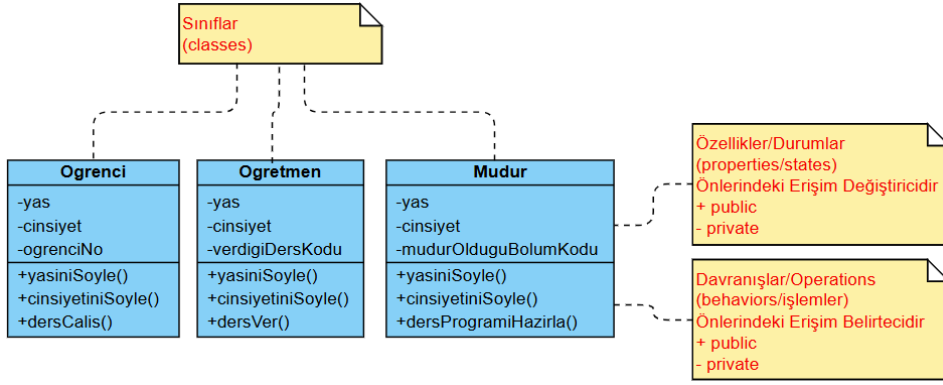 Sınıflar
(classes)
Ogrenci
-yas
-cinsiyet
-ogrenciNo
+yasiniSoyle()
+cinsiyetiniSoyle()
+dersCalis()
Ogretmen
-yas
-cinsiyet
-verdigiDersKodu
+yasiniSoyle()
+cinsiyetiniSoyle()
+dersVer()
Mudur
-yas
-cinsiyet
-mudurOlduguBolumKodu
+yasiniSoyle()
+cinsiyetiniSoyle()
+dersProgramiHazirla()
Özellikler/Durumlar
(properties/states)
Önlerindeki Erişim Değiştiricidir
+ public
- private
Davranışlar/Operations
(behaviors/işlemler)
Önlerindeki Erişim Belirtecidir
+ public
- private